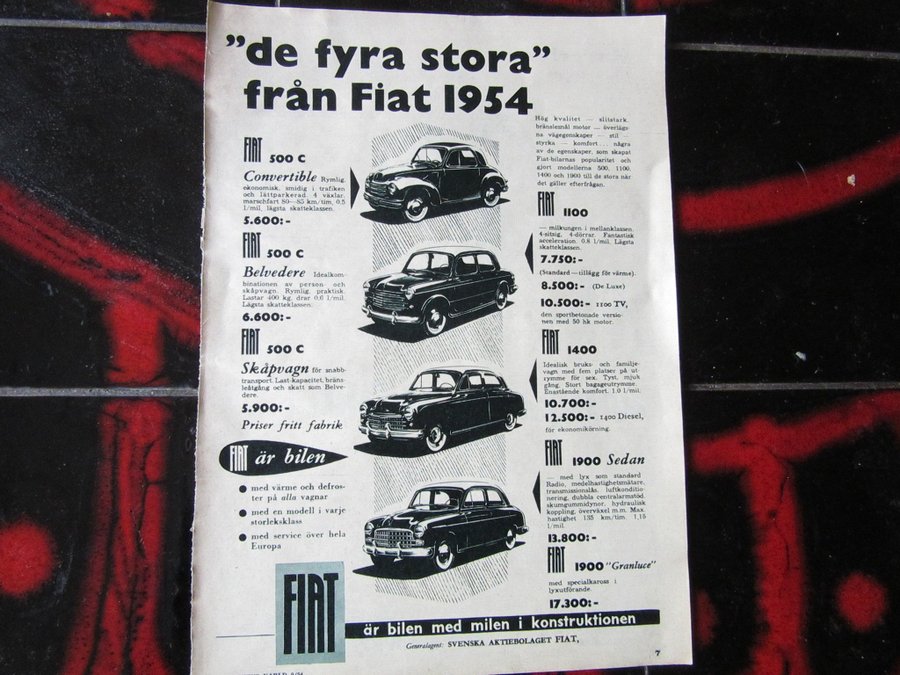 ”de fyra stora”
från Fiat 1954
FIAT 500 C
Convertible Rymlig,
ekonomisk, smidig i trafiken
och lättparkerad. 4 växlar,
marschfart 80—85 km/tim, 0,5
l/mil, lägsta skatteklassen.
5.600:-
FIAT 500 C
Belvedere Idealkom-
binationen av person- och
skåpvagn. Rymlig, praktisk.
Lastar 400 kg, drar 0,6 l/mil.
Lägsta skatteklassen.
6.600:-
FIAT 500 C
Skåpvagn för snabb-
transport. Last-kapacitet, bräns-
leåtgång och skatt som Belve-
dere.
5.900:-
Priser fritt fabrik
FIAT är bilen
med värme och defros-
ter på alla vagnar
med en modell i varje
storleksklass
med service över hela
Europa
Hög kvalitet — slitstark,
bränslesnål motor — överlägs-
na vägegenskaper — stil —
styrka — komfort . . några
av de egenskaper, som skapat
Fiat-bilarnas popularitet och
gjort modellerna 500, 1100,
1400 och 1900 till de stora när
det gäller efterfrågan.
FIAT 1100
— milkungen i mellanklassen,
4-sitsig, 4-dörrar. Fantastisk
acceleration. 0,8 l/mil. Lägsta
skatteklassen.
7.750:-
(Standard—tillägg för värme).
8.500:- (De Luxe)
10.500:- 1100 TV,
den sportbetonade versio-
nen med 50 hk motor.
FIAT 1400
Idealisk bruks- och familje-
vagn med fem platser på ut-
rymme för sex. Tyst, mjuk
gång. Stort bagageutrymme.
Enastående komfort. 1,0 l/mil.
10.700:-
12.500:- 1400 Diesel,
för ekonomikörning.
FIAT 1900 Sedan
— med lyx som standard.
Radio, medelhastighetsmätare,
transmissionslås, luftkonditio-
nering, dubbla centralarmstöd,
skumgummidynor, hydraulisk
koppling, överväxel m.m. Max.
hastighet 135 km/tim, 1,15
l/mil.
13.800:-
FIAT 1900 "Granluce"
med specialkaross i
lyxutförande.
17.300:-
FIAT
är bilen med milen i konstruktionen
Generalagent: SVENSKA AKTIEBOLAGET FIAT,
7